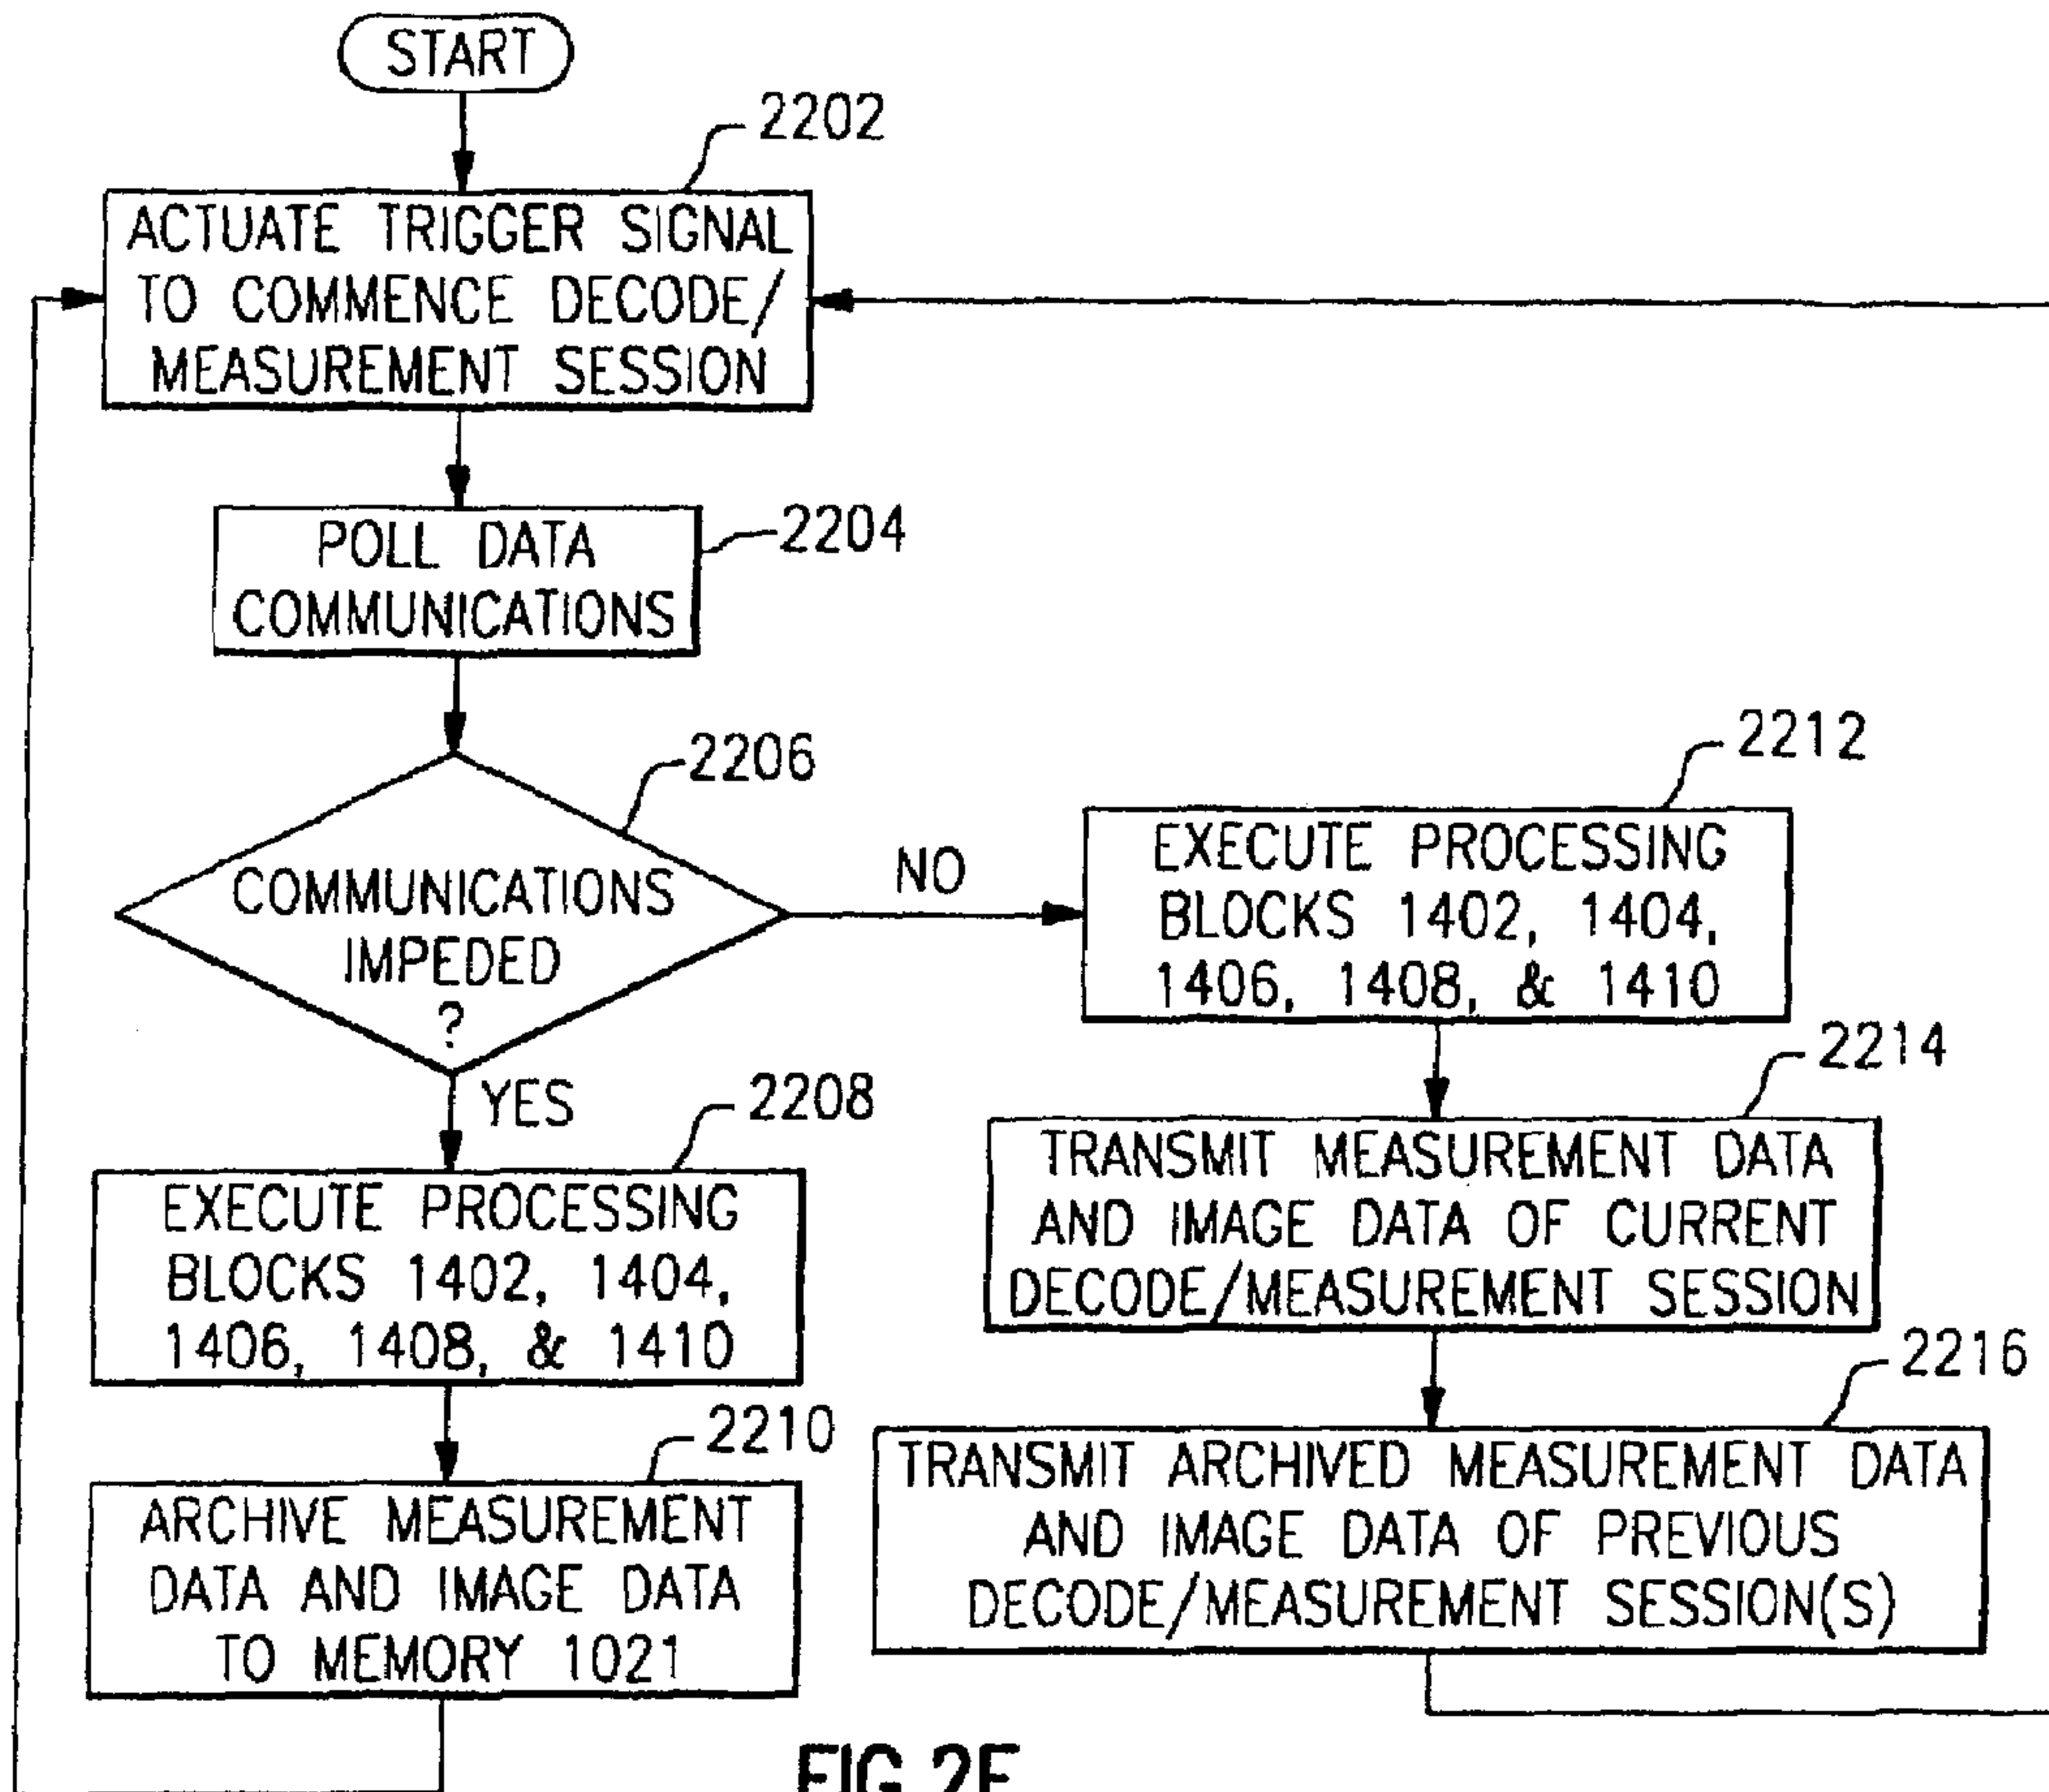 START
2202
ACTUATE TRIGGER SIGNAL
TO COMMENCE DECODE/
MEASUREMENT SESSION
2204
POLL DATA
COMMUNICATIONS
2206
COMMUNICATIONS
IMPEDED
?
NO
YES
2212
EXECUTE PROCESSING
BLOCKS 1402, 1404,
1406, 1408, & 1410
2214
TRANSMIT MEASUREMENT DATA
AND IMAGE DATA OF CURRENT
DECODE/MEASUREMENT SESSION
2216
TRANSMIT ARCHIVED MEASUREMENT DATA
AND IMAGE DATA OF PREVIOUS
DECODE/MEASUREMENT SESSION(S)
2208
EXECUTE PROCESSING
BLOCKS 1402, 1404,
1406, 1408, & 1410
2210
ARCHIVE MEASUREMENT
DATA AND IMAGE DATA
TO MEMORY 1021